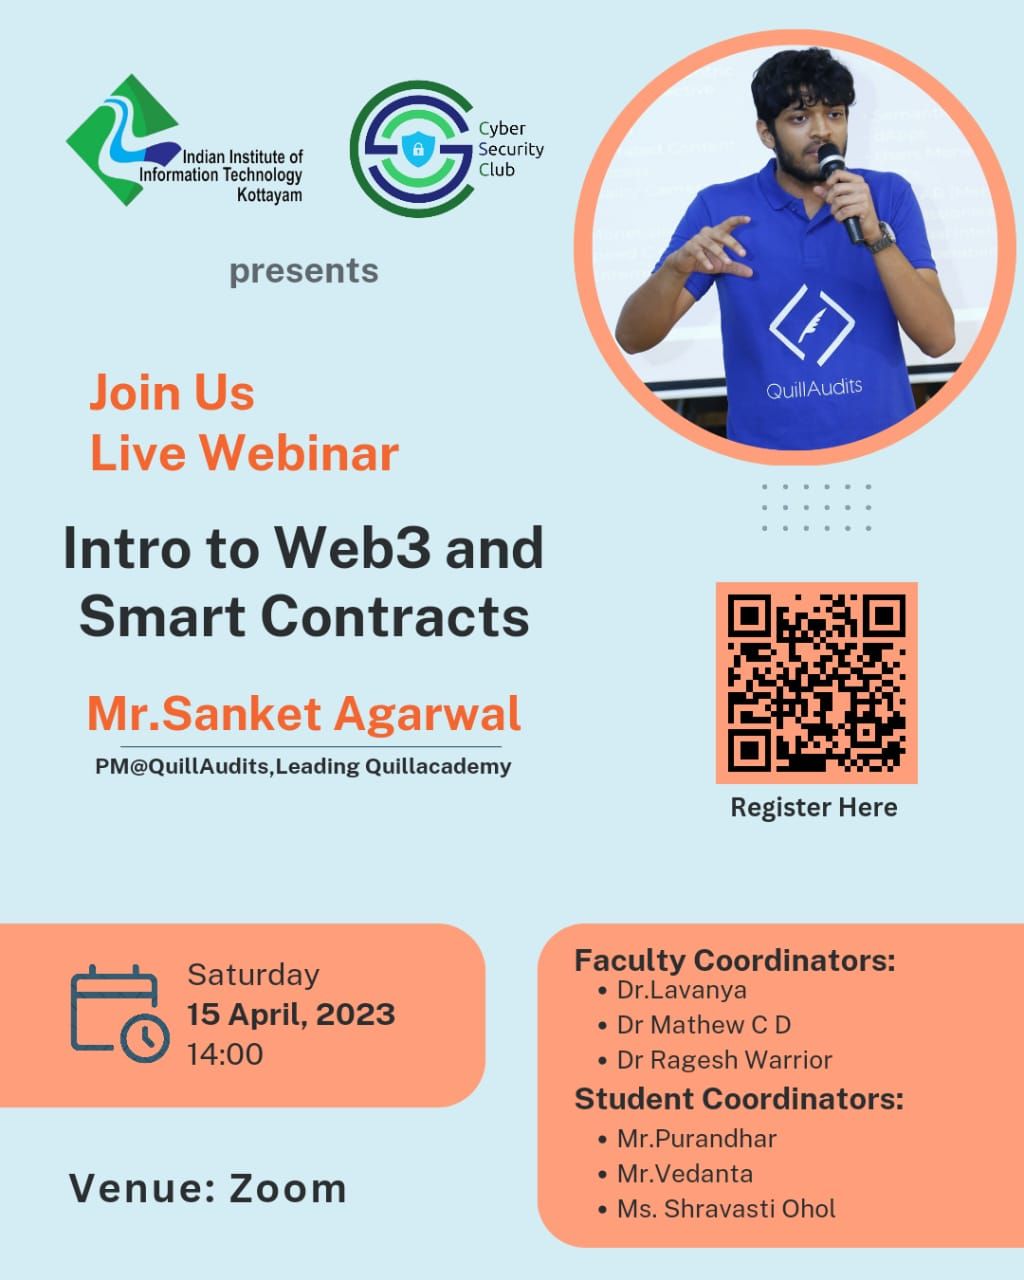 Indian Institute of
Information Technology
Kottayam
Cyber
Security
Club
presents
QuillAudits
Join Us
Live Webinar
Intro to Web3 and
Smart Contracts
Mr.Sanket Agarwal
PM@QuillAudits,Leading Quillacademy
Register Here
Saturday
15 April, 2023
14:00
Venue: Zoom
Faculty Coordinators:
• Dr.Lavanya
• Dr Mathew C D
• Dr Ragesh Warrior
Student Coordinators:
• Mr.Purandhar
• Mr.Vedanta
• Ms. Shravasti Ohol